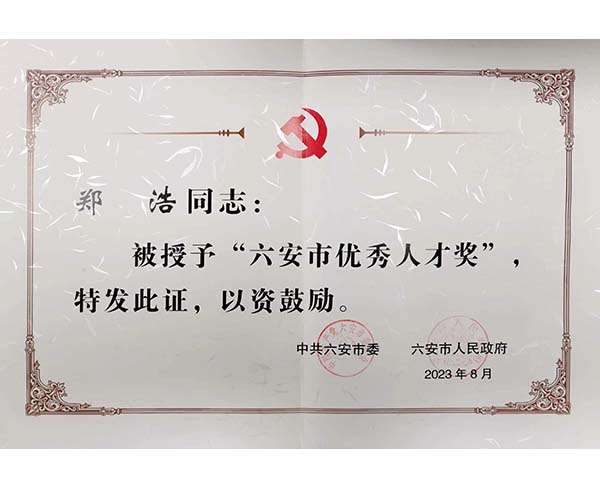 郑 浩同志：
被授予“六安市优秀人才奖”，
特发此证，以资鼓励。
中共六安市委 六安市人民政府
2023年8月